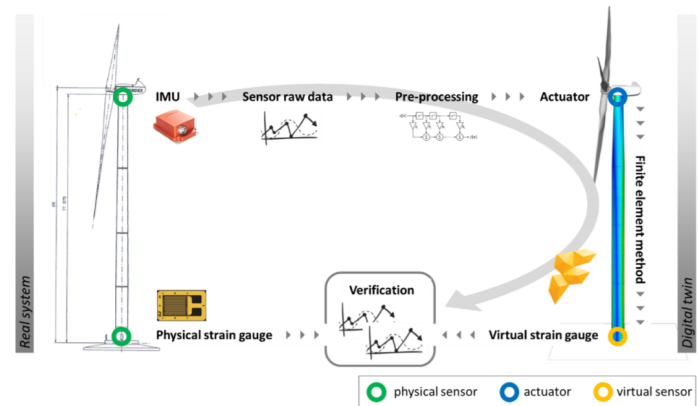 IMU
Sensor raw data
Pre-processing
Actuator
Finite element method
Real system
Digital twin
Verification
Physical strain gauge
Virtual strain gauge
physical sensor
actuator
virtual sensor